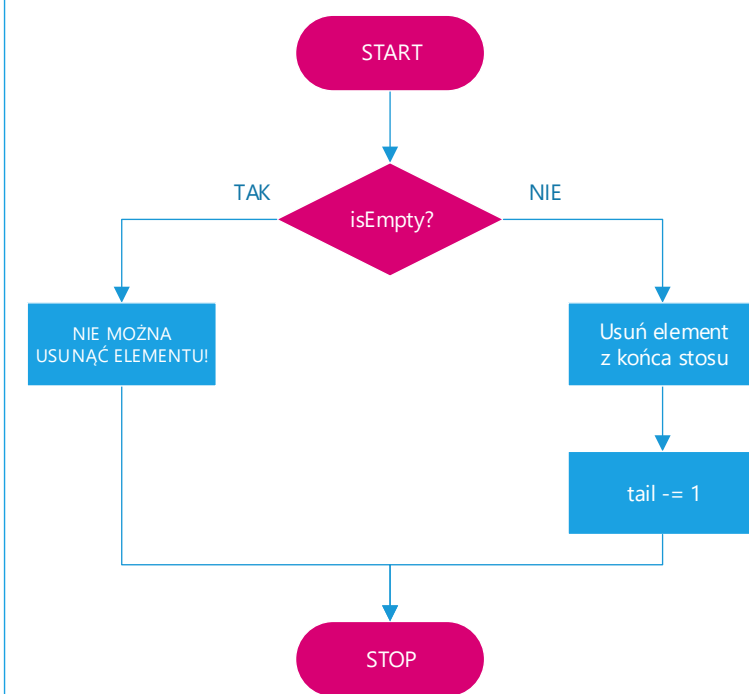 START
TAK
NIE
isEmpty?
NIE MOŻNA
USUNĄĆ ELEMENTU!
Usuń element
z końca stosu
tail -= 1
STOP